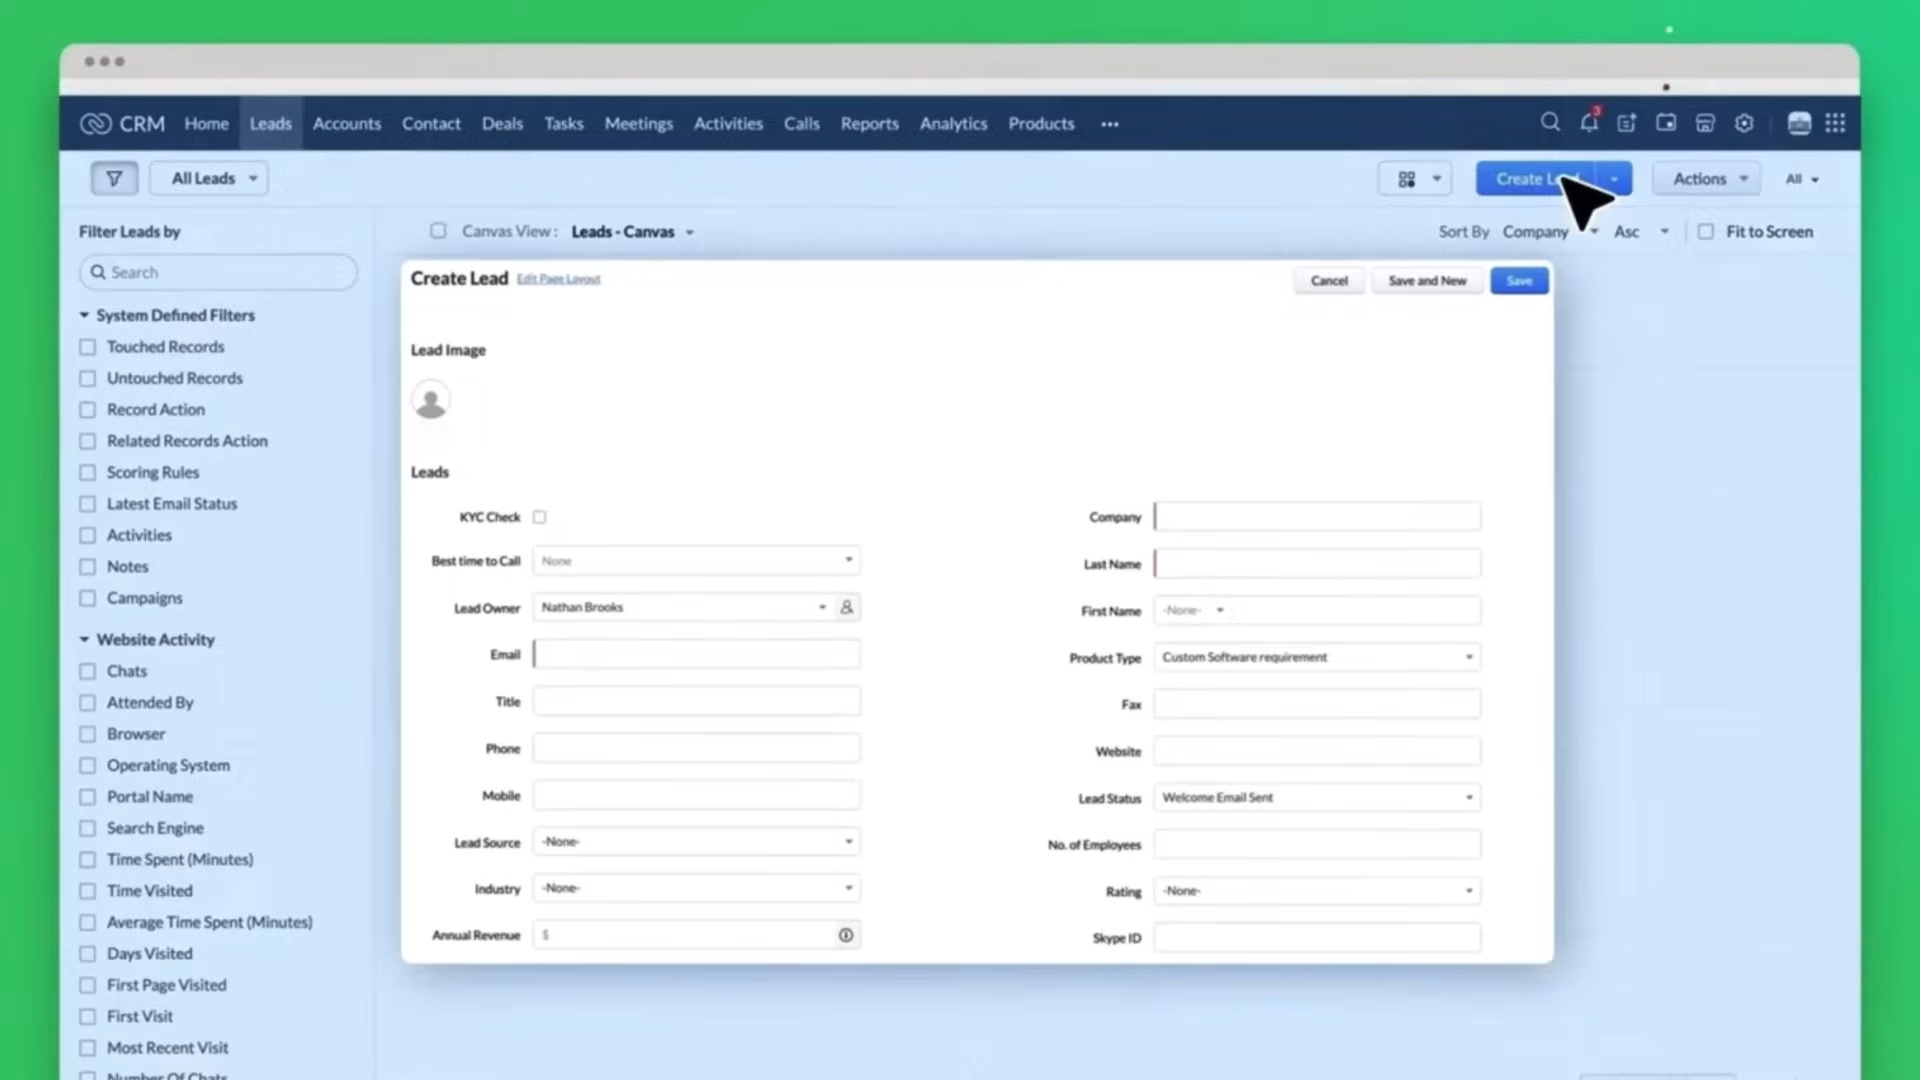 CRM Home Leads Accounts Contact Deals Tasks Meetings Activities Calls Reports Analytics Products ••• 3
All Leads Create Actions All
Filter Leads by Canvas View : Leads - Canvas Sort By Company Asc Fit to Screen
Search
Create Lead Edit Page Layout Cancel Save and New Save
System Defined Filters
Touched Records
Untouched Records
Record Action
Related Records Action
Scoring Rules
Latest Email Status
Activities
Notes
Campaigns
Website Activity
Chats
Attended By
Browser
Operating System
Portal Name
Search Engine
Time Spent (Minutes)
Time Visited
Average Time Spent (Minutes)
Days Visited
First Page Visited
First Visit
Most Recent Visit
Number Of Chats
Lead Image
Leads
KYC Check
Best time to Call None
Lead Owner Nathan Brooks
Email
Title
Phone
Mobile
Lead Source -None-
Industry -None-
Annual Revenue $
Company
Last Name
First Name -None-
Product Type Custom Software requirement
Fax
Website
Lead Status Welcome Email Sent
No. of Employees
Rating -None-
Skype ID